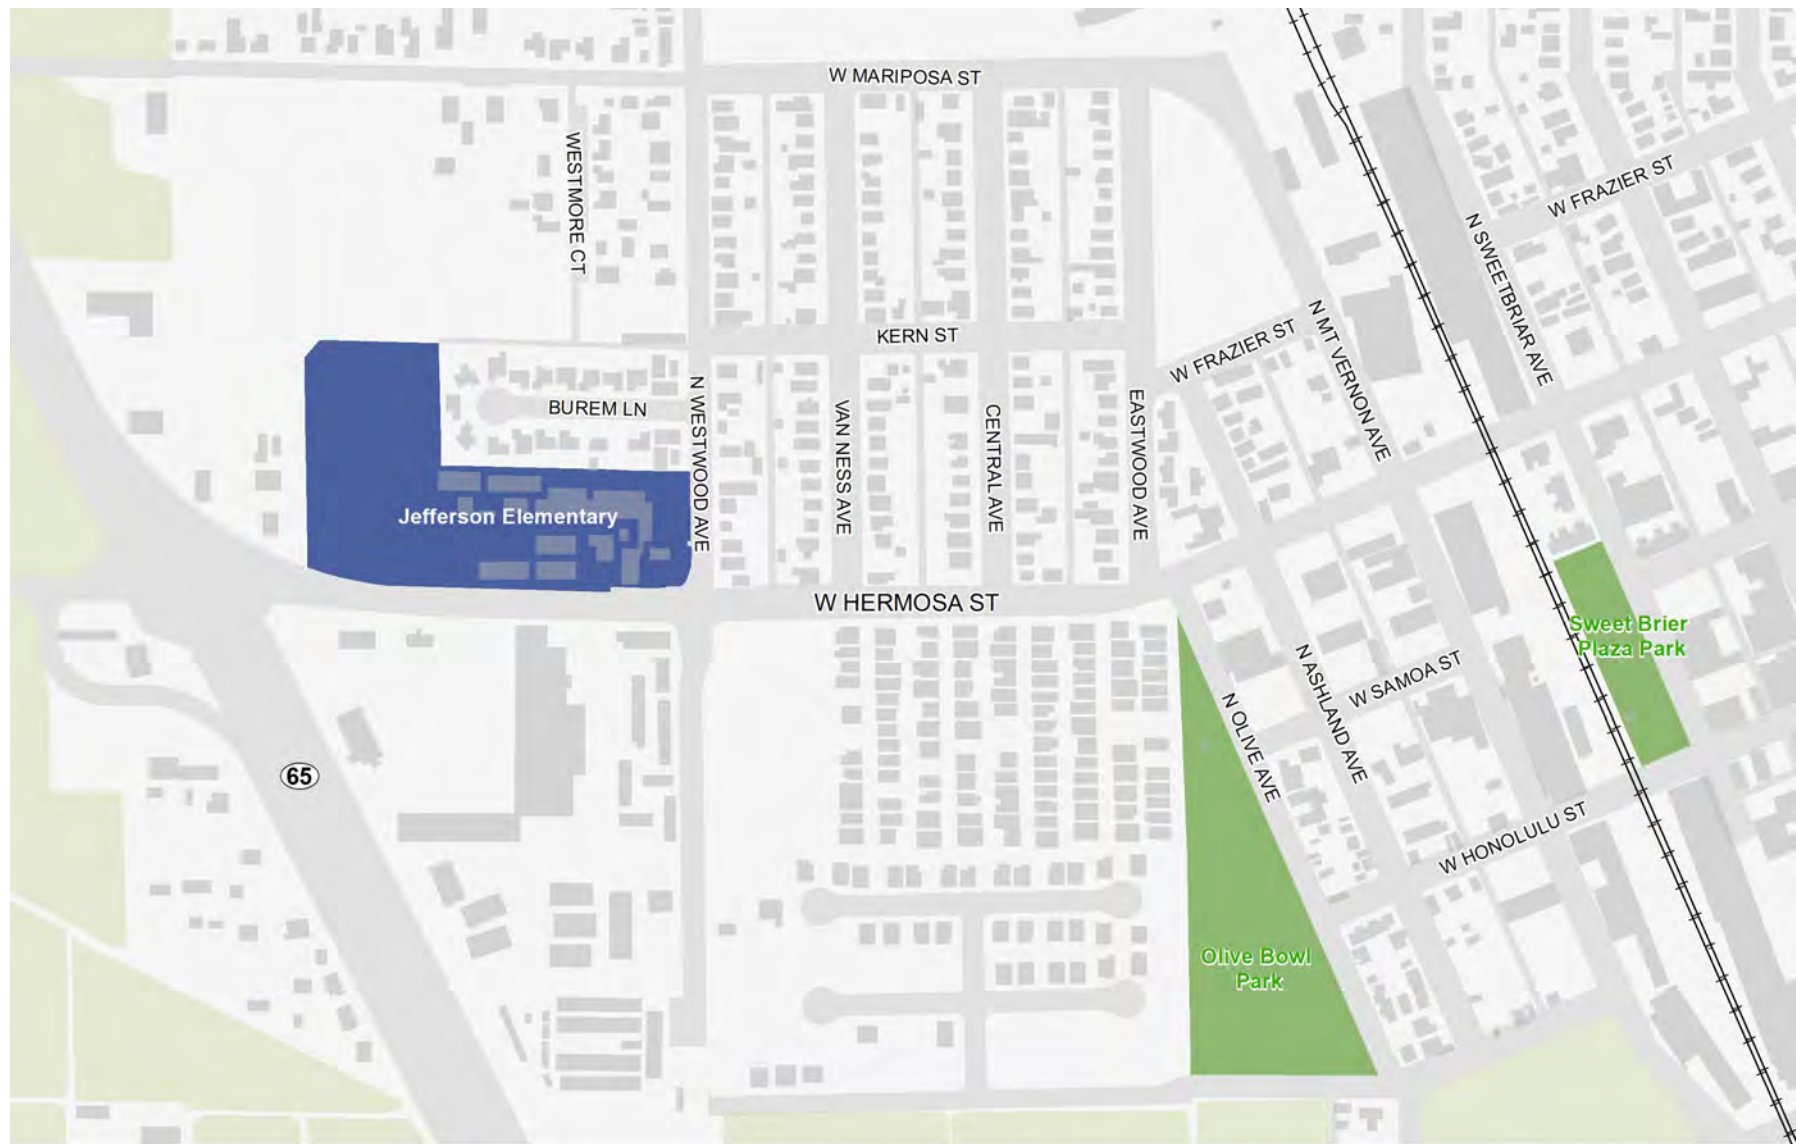 W MARIPOSA ST
WESTMORE CT
W FRAZIER ST
N SWEETBRIAR AVE
KERN ST
N MT VERNON AVE
W FRAZIER ST
BUREM LN
N WESTWOOD AVE
VAN NESS AVE
CENTRAL AVE
EASTWOOD AVE
Jefferson Elementary
W HERMOSA ST
Sweet Brier
Plaza Park
N ASHLAND AVE
W SAMOA ST
N OLIVE AVE
65
W HONOLULU ST
Olive Bowl
Park